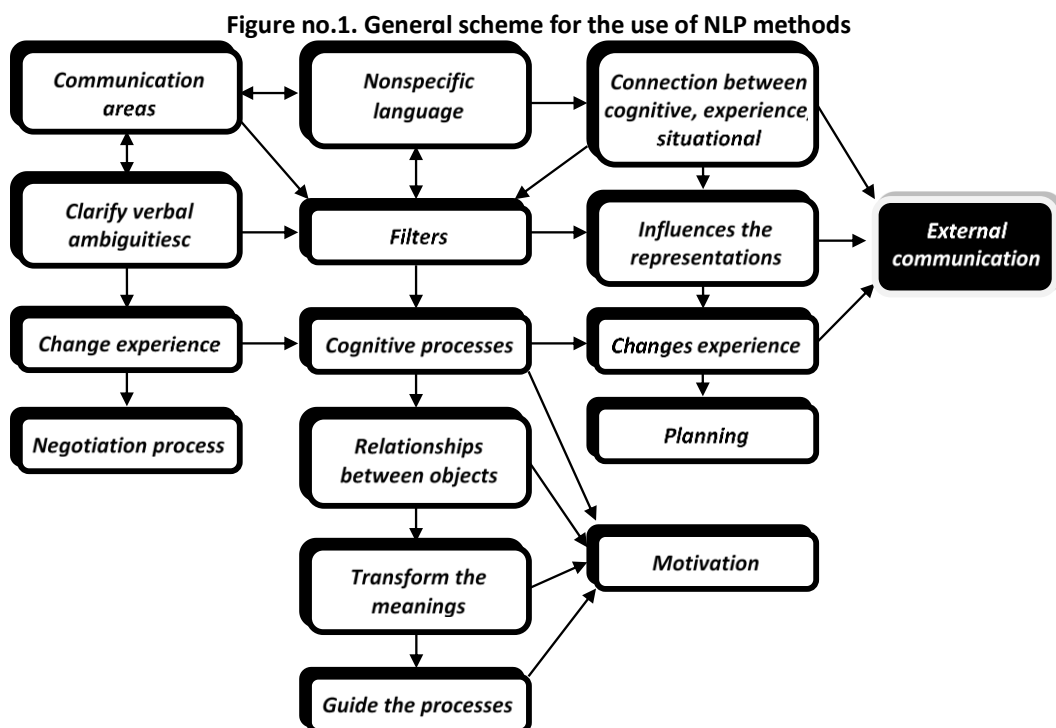 Figure no.1. General scheme for the use of NLP methods
Communication
areas
Nonspecific
language
Connection between
cognitive, experience,
situational
Clarify verbal
ambiguitiesc
Filters
Influences the
representations
External
communication
Change experience
Cognitive processes
Changes experience
Negotiation process
Relationships
between objects
Planning
Transform the
meanings
Motivation
Guide the processes